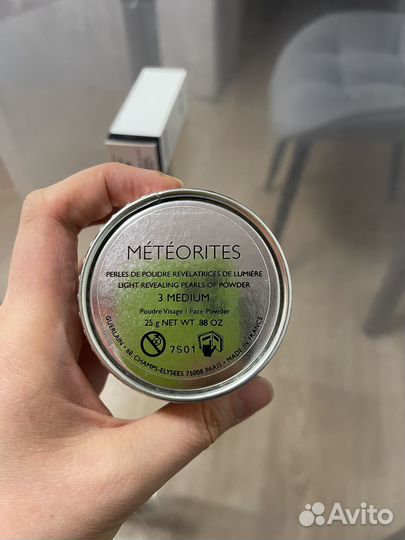 MÉTÉORITES
PERLES DE POUDRE RÉVÉLATRICES DE LUMIÈRE
LIGHT REVEALING PEARLS OF POWDER
3 MEDIUM
Poudre Visage / Face Powder
25 g NET WT .88 OZ
7S01
GUERLAIN • 68, CHAMPS-ELYSEES 75008 PARIS • MADE IN FRANCE
Avito